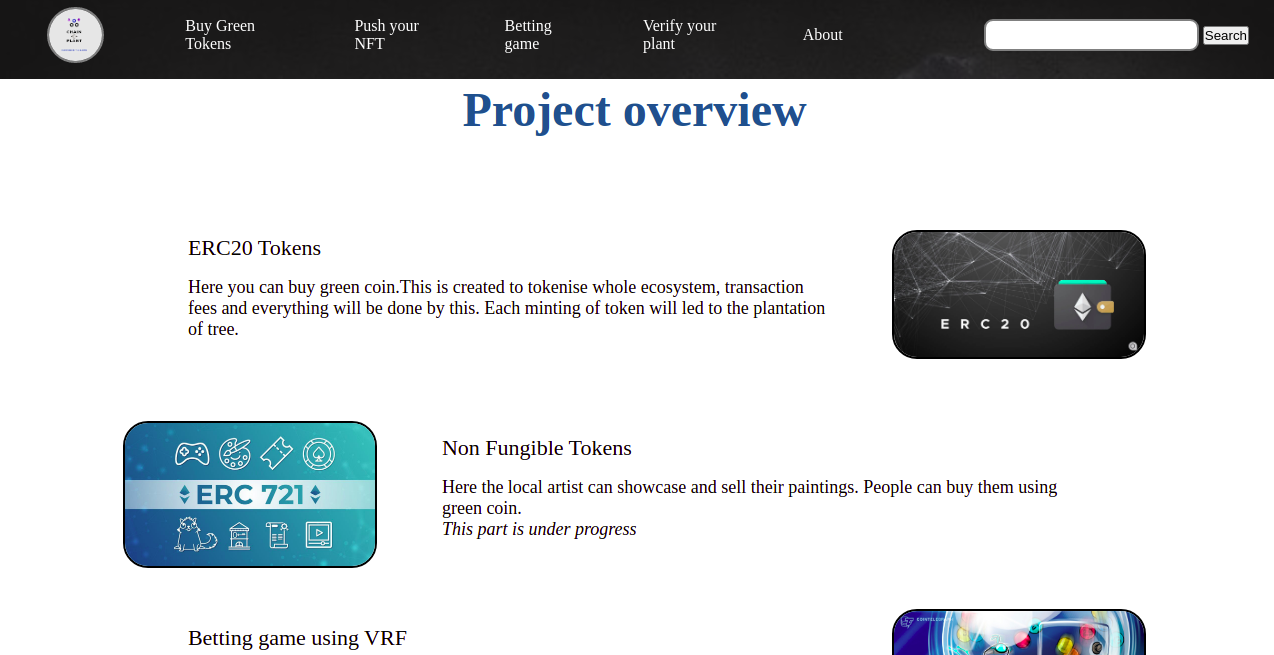 CHAIN
PLANT
Buy Green
Tokens
Push your
NFT
Betting
game
Verify your
plant
About
Search
Project overview
ERC20 Tokens
Here you can buy green coin.This is created to tokenise whole ecosystem, transaction
fees and everything will be done by this. Each minting of token will led to the plantation
of tree.
ERC20
ERC 721
Non Fungible Tokens
Here the local artist can showcase and sell their paintings. People can buy them using
green coin.
This part is under progress
Betting game using VRF